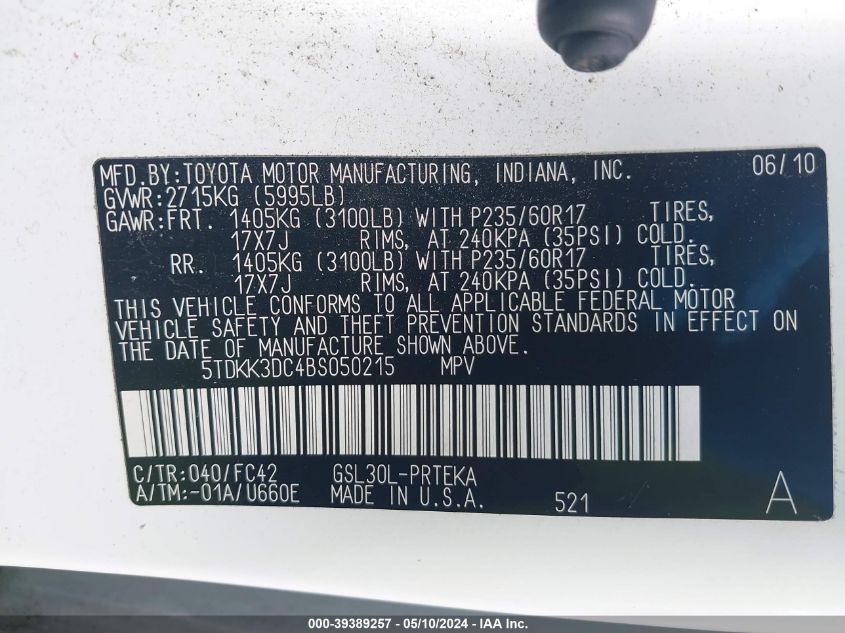 MFD.BY:TOYOTA MOTOR MANUFACTURING, INDIANA, INC. 06/10
GVWR:2715KG (5995LB)
GAWR:FRT. 1405KG (3100LB) WITH P235/60R17 TIRES,
17X7J RIMS, AT 240KPA (35PSI) COLD.
RR. 1405KG (3100LB) WITH P235/60R17 TIRES,
17X7J RIMS, AT 240KPA (35PSI) COLD.
THIS VEHICLE CONFORMS TO ALL APPLICABLE FEDERAL MOTOR
VEHICLE SAFETY AND THEFT PREVENTION STANDARDS IN EFFECT ON
THE DATE OF MANUFACTURE SHOWN ABOVE.
5TDKK3DC4BS050215 MPV
C/TR:040/FC42 GSL30L-PRTEKA
A/TM:-01A/U660E MADE IN U.S.A. 521 A
000-39389257 - 05/10/2024 - IAA Inc.